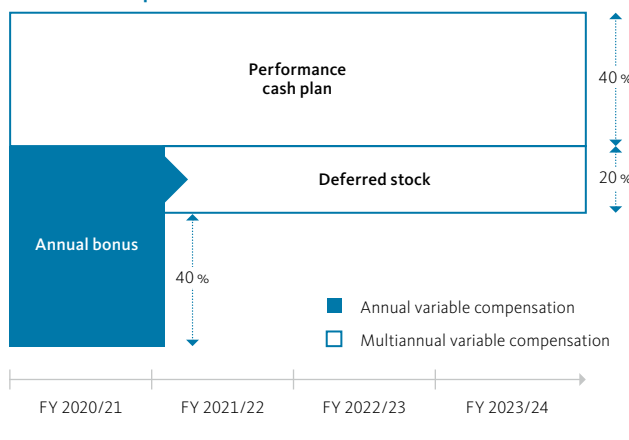 Performance
cash plan
40 %
Deferred stock
20 %
Annual bonus
40 %
Annual variable compensation
Multiannual variable compensation
FY 2020/21 FY 2021/22 FY 2022/23 FY 2023/24